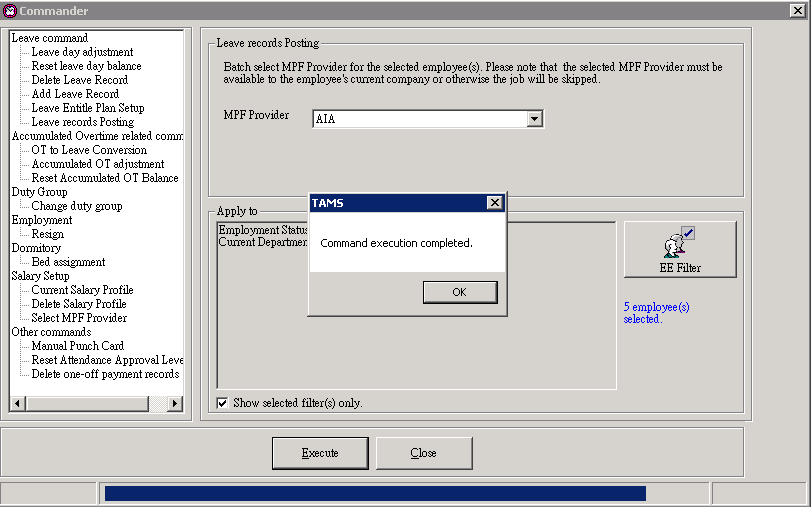 Commander
Leave command
Leave day adjustment
Reset leave day balance
Delete Leave Record
Add Leave Record
Leave Entitle Plan Setup
Leave records Posting
Accumulated Overtime related comm
OT to Leave Conversion
Accumulated OT adjustment
Reset Accumulated OT Balance
Duty Group
Change duty group
Employment
Resign
Dormitory
Bed assignment
Salary Setup
Current Salary Profile
Delete Salary Profile
Select MPF Provider
Other commands
Manual Punch Card
Reset Attendance Approval Leve
Delete one-off payment records
Leave records Posting
Batch select MPF Provider for the selected employee(s). Please note that the selected MPF Provider must be
available to the employee's current company or otherwise the job will be skipped.
MPF Provider
AIA
Apply to
Employment Status
Current Departmen
TAMS
Command execution completed.
OK
EE Filter
5 employee(s)
selected.
Show selected filter(s) only.
Execute
Close